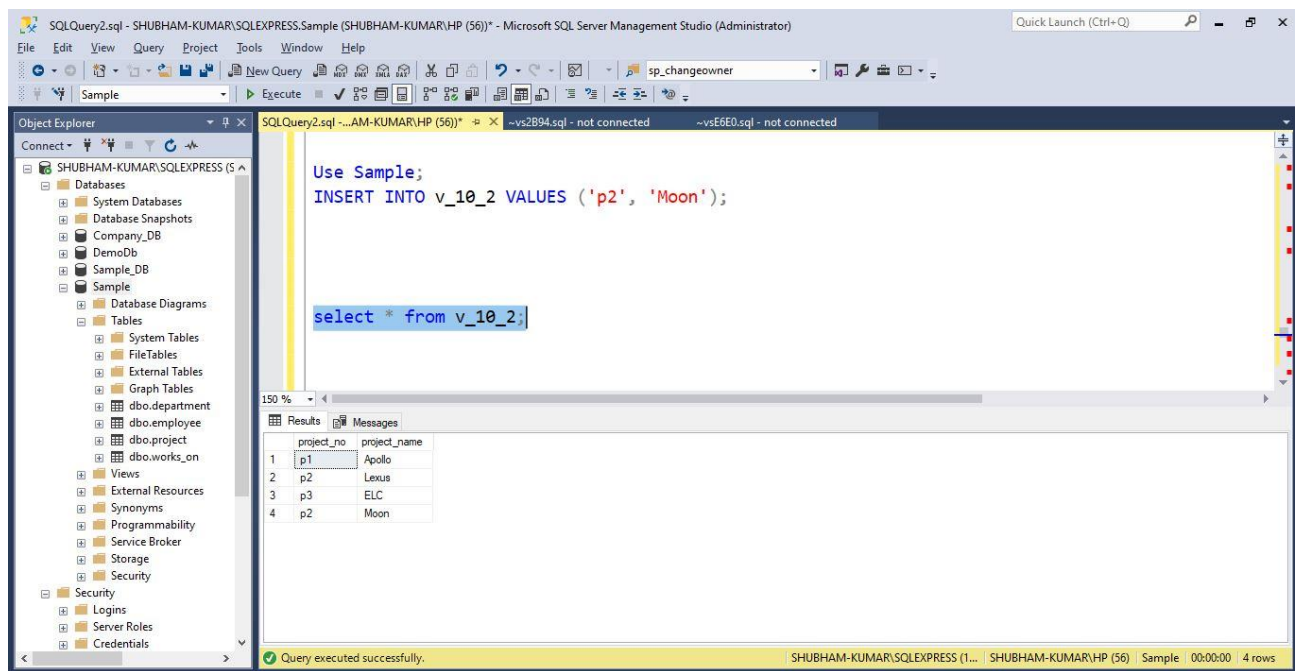 SQLQuery2.sql - SHUBHAM-KUMAR\SQLEXPRESS.Sample (SHUBHAM-KUMAR\HP (56))* - Microsoft SQL Server Management Studio (Administrator)
Quick Launch (Ctrl+Q)
File Edit View Query Project Tools Window Help
New Query
sp_changeowner
Sample
Execute
Object Explorer
SQLQuery2.sql -...AM-KUMAR\HP (56))*
~vs2B94.sql - not connected
~vsE6E0.sql - not connected
Connect
SHUBHAM-KUMAR\SQLEXPRESS (S
Databases
System Databases
Database Snapshots
Company_DB
DemoDb
Sample_DB
Sample
Database Diagrams
Tables
System Tables
FileTables
External Tables
Graph Tables
dbo.department
dbo.employee
dbo.project
dbo.works_on
Views
External Resources
Synonyms
Programmability
Service Broker
Storage
Security
Security
Logins
Server Roles
Credentials
Use Sample;
INSERT INTO v_10_2 VALUES ('p2', 'Moon');
select * from v_10_2;
150 %
Results Messages
project_no project_name
1 p1 Apollo
2 p2 Lexus
3 p3 ELC
4 p2 Moon
Query executed successfully.
SHUBHAM-KUMAR\SQLEXPRESS (1... SHUBHAM-KUMAR\HP (56) Sample 00:00:00 4 rows